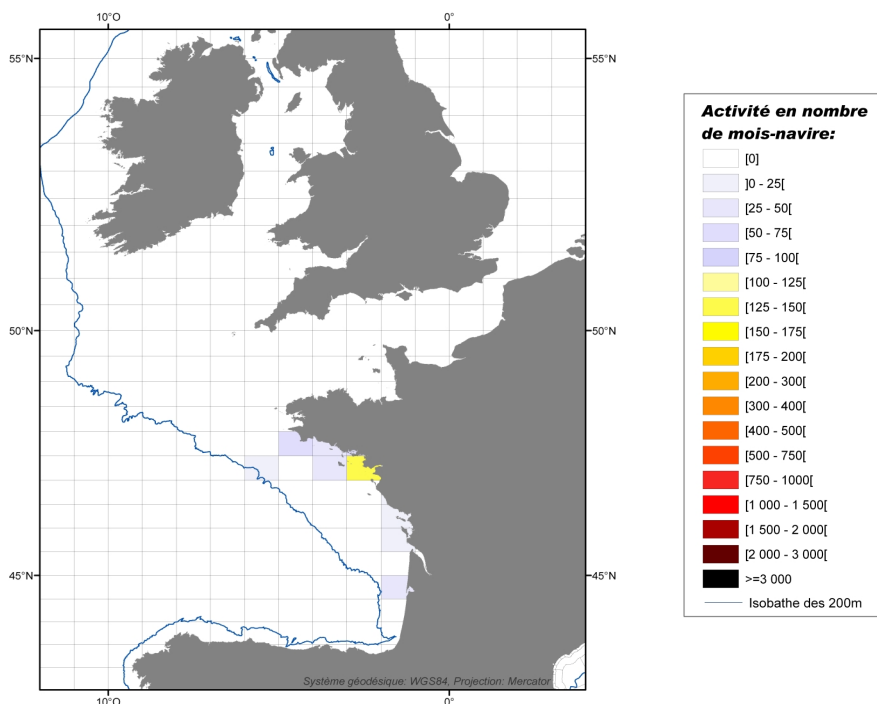 10°O 0°
55°N 55°N
50°N 50°N
45°N 45°N
Système géodésique: WGS84, Projection: Mercator
10°O 0°
Activité en nombre
de mois-navire:
[0]
]0 - 25[
[25 - 50[
[50 - 75[
[75 - 100[
[100 - 125[
[125 - 150[
[150 - 175[
[175 - 200[
[200 - 300[
[300 - 400[
[400 - 500[
[500 - 750[
[750 - 1000[
[1 000 - 1 500[
[1 500 - 2 000[
[2 000 - 3 000[
>=3 000
Isobathe des 200m